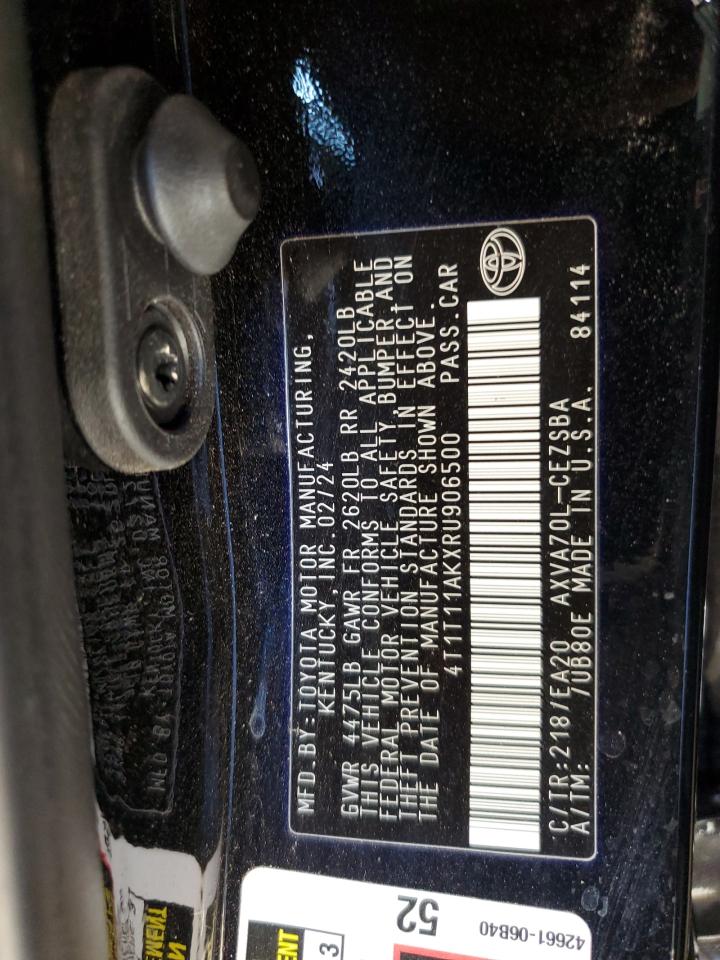 MFD.BY:TOYOTA MOTOR MANUFACTURING,
KENTUCKY,INC.02/24
GVWR 4475LB GAWR FR 2620LB RR 2420LB
THIS VEHICLE CONFORMS TO ALL APPLICABLE
FEDERAL MOTOR VEHICLE SAFETY,BUMPER,AND
THEFT PREVENTION STANDARDS IN EFFECT ON
THE DATE OF MANUFACTURE SHOWN ABOVE.
4T1T11AKXRU906500 PASS.CAR
C/TR:218/EA20 AXVA70L-CEZSBA
A/TM: /UB80E MADE IN U.S.A. 84114
52
42661-06B40
3